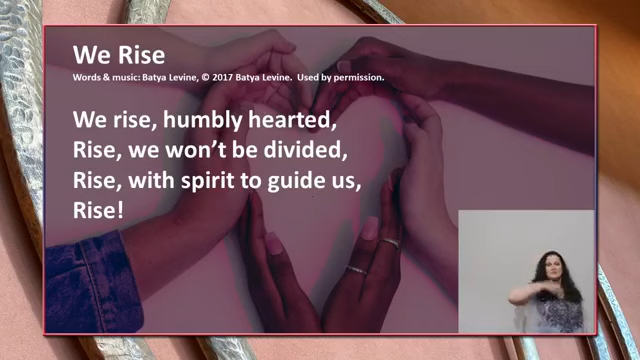 We Rise
Words & music: Batya Levine, © 2017 Batya Levine. Used by permission.
We rise, humbly hearted,
Rise, we won’t be divided,
Rise, with spirit to guide us,
Rise!